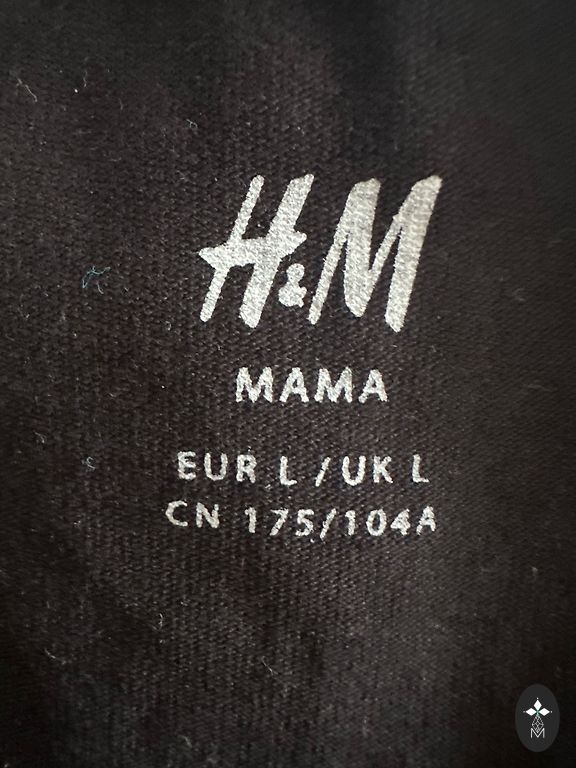 H&M
MAMA
EUR L / UK L
CN 175/104A